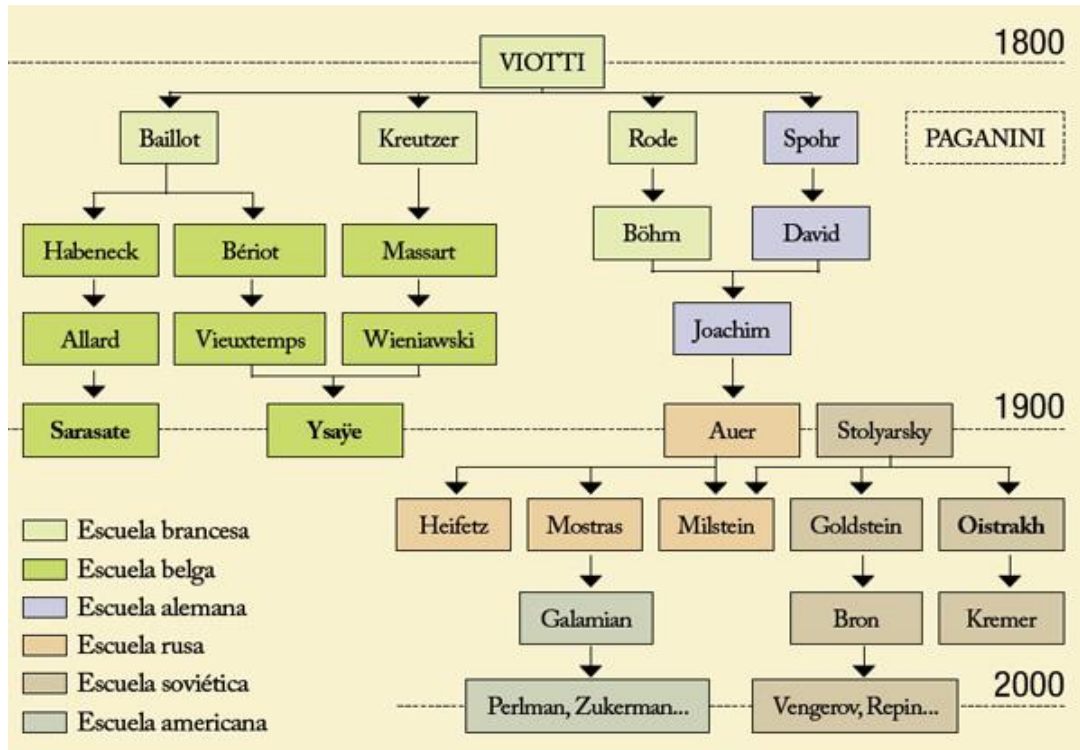 1800
VIOTTI
Baillot
Kreutzer
Rode
Spohr
PAGANINI
Habeneck
Bériot
Massart
Böhm
David
Allard
Vieuxtemps
Wieniawski
Joachim
1900
Sarasate
Ysaÿe
Auer
Stolyarsky
Heifetz
Mostras
Milstein
Goldstein
Oistrakh
Galamian
Bron
Kremer
2000
Perlman, Zukerman...
Vengerov, Repin...
Escuela brancesa
Escuela belga
Escuela alemana
Escuela rusa
Escuela soviética
Escuela americana